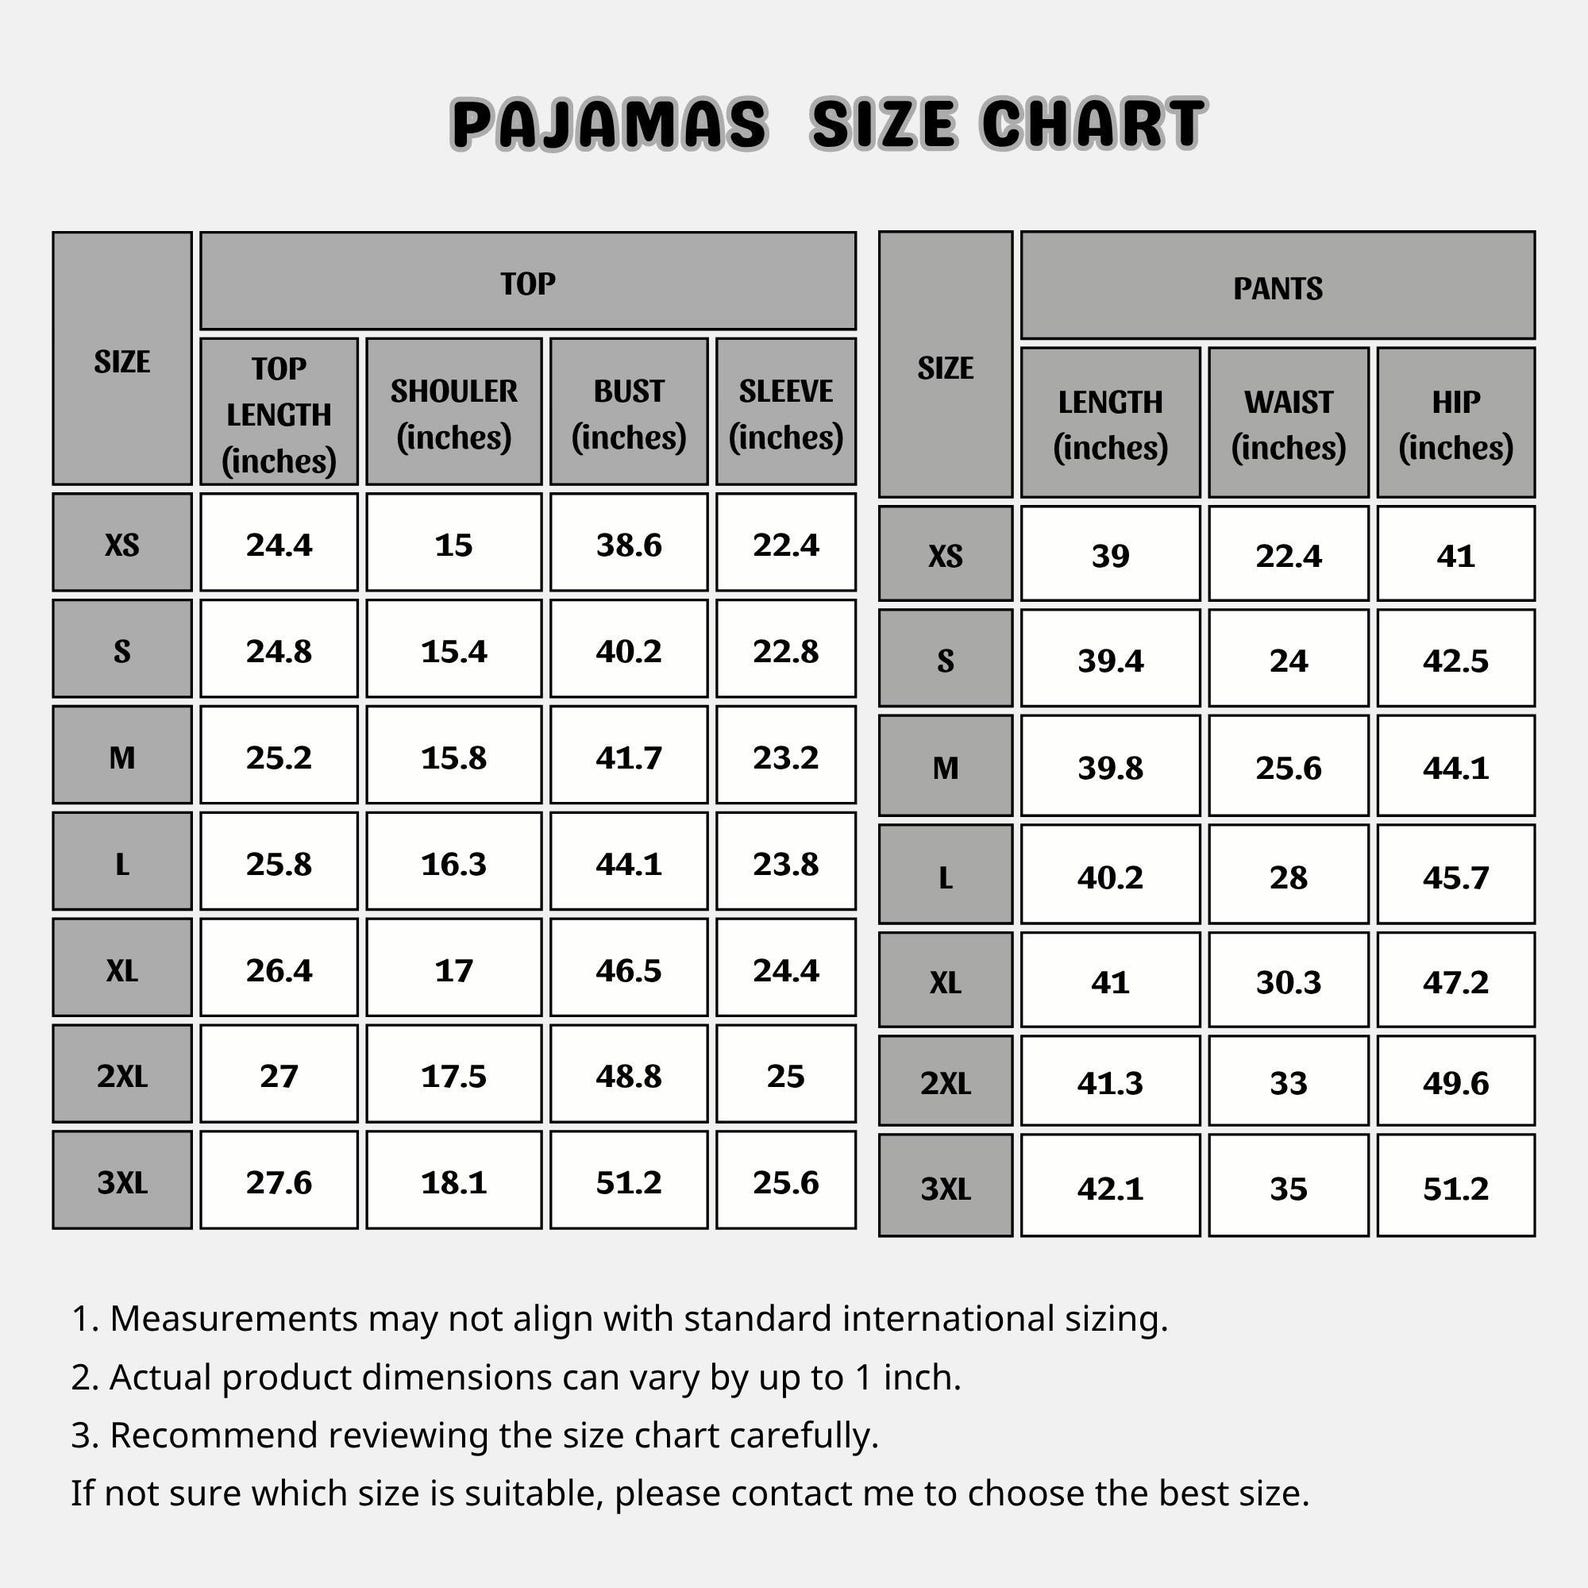 PAJAMAS SIZE CHART
SIZE
TOP
TOP
LENGTH
(inches)
SHOULER
(inches)
BUST
(inches)
SLEEVE
(inches)
XS 24.4 15 38.6 22.4
S 24.8 15.4 40.2 22.8
M 25.2 15.8 41.7 23.2
L 25.8 16.3 44.1 23.8
XL 26.4 17 46.5 24.4
2XL 27 17.5 48.8 25
3XL 27.6 18.1 51.2 25.6
SIZE
PANTS
LENGTH
(inches)
WAIST
(inches)
HIP
(inches)
XS 39 22.4 41
S 39.4 24 42.5
M 39.8 25.6 44.1
L 40.2 28 45.7
XL 41 30.3 47.2
2XL 41.3 33 49.6
3XL 42.1 35 51.2
1. Measurements may not align with standard international sizing.
2. Actual product dimensions can vary by up to 1 inch.
3. Recommend reviewing the size chart carefully.
If not sure which size is suitable, please contact me to choose the best size.